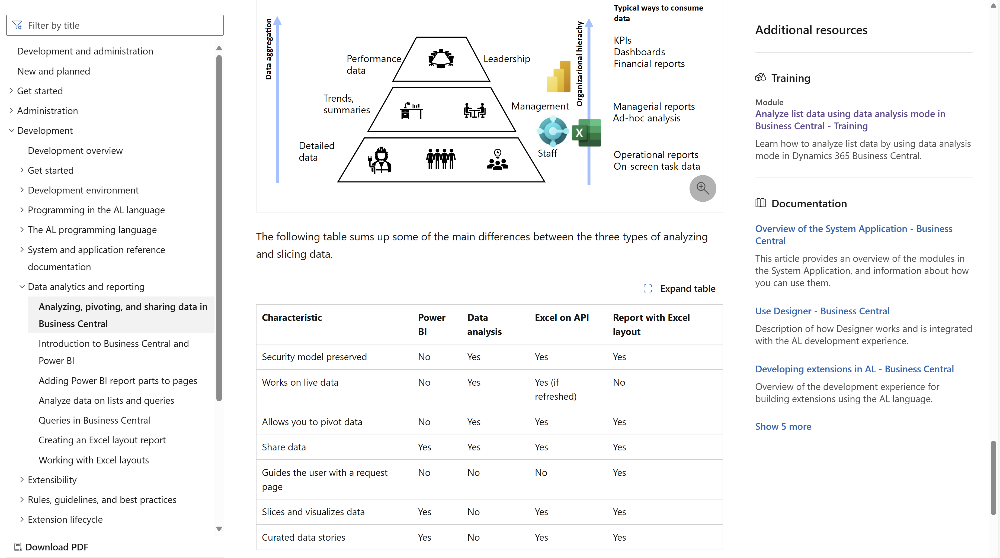 Filter by title
Development and administration
New and planned
Get started
Administration
Development
Development overview
Get started
Development environment
Programming in the AL language
The AL programming language
System and application reference
documentation
Data analytics and reporting
Analyzing, pivoting, and sharing data in
Business Central
Introduction to Business Central and
Power BI
Adding Power BI report parts to pages
Analyze data on lists and queries
Queries in Business Central
Creating an Excel layout report
Working with Excel layouts
Extensibility
Rules, guidelines, and best practices
Extension lifecycle
Download PDF
Data aggregation
Performance
data
Leadership
Trends,
summaries
Management
Detailed
data
Staff
X
Organizarional hierachy
Typical ways to consume
data
KPIs
Dashboards
Financial reports
Managerial reports
Ad-hoc analysis
Operational reports
On-screen task data
The following table sums up some of the main differences between the three types of analyzing
and slicing data.
Expand table
Characteristic Power BI Data analysis Excel on API Report with Excel layout
Security model preserved No Yes Yes Yes
Works on live data No Yes Yes (if refreshed) No
Allows you to pivot data No Yes Yes Yes
Share data Yes Yes Yes Yes
Guides the user with a request page No No No Yes
Slices and visualizes data Yes No Yes Yes
Curated data stories Yes No Yes Yes
Additional resources
Training
Module
Analyze list data using data analysis mode in
Business Central - Training
Learn how to analyze list data by using data analysis
mode in Dynamics 365 Business Central.
Documentation
Overview of the System Application - Business
Central
This article provides an overview of the modules in
the System Application, and information about how
you can use them.
Use Designer - Business Central
Description of how Designer works and is integrated
with the AL development experience.
Developing extensions in AL - Business Central
Overview of the development experience for
building extensions using the AL language.
Show 5 more